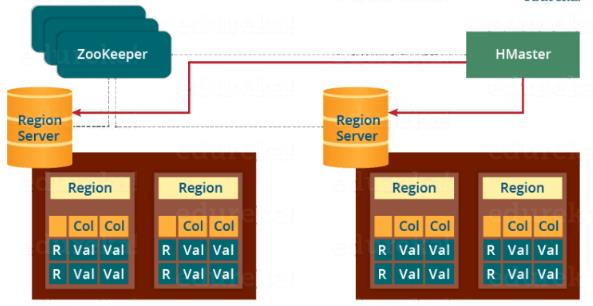 edureka!
ZooKeeper
HMaster
Region
Server
Region
Server
Region
Region
Region
Region
Col Col
Col Col
Col Col
Col Col
R Val Val
R Val Val
R Val Val
R Val Val
R Val Val
R Val Val
R Val Val
R Val Val